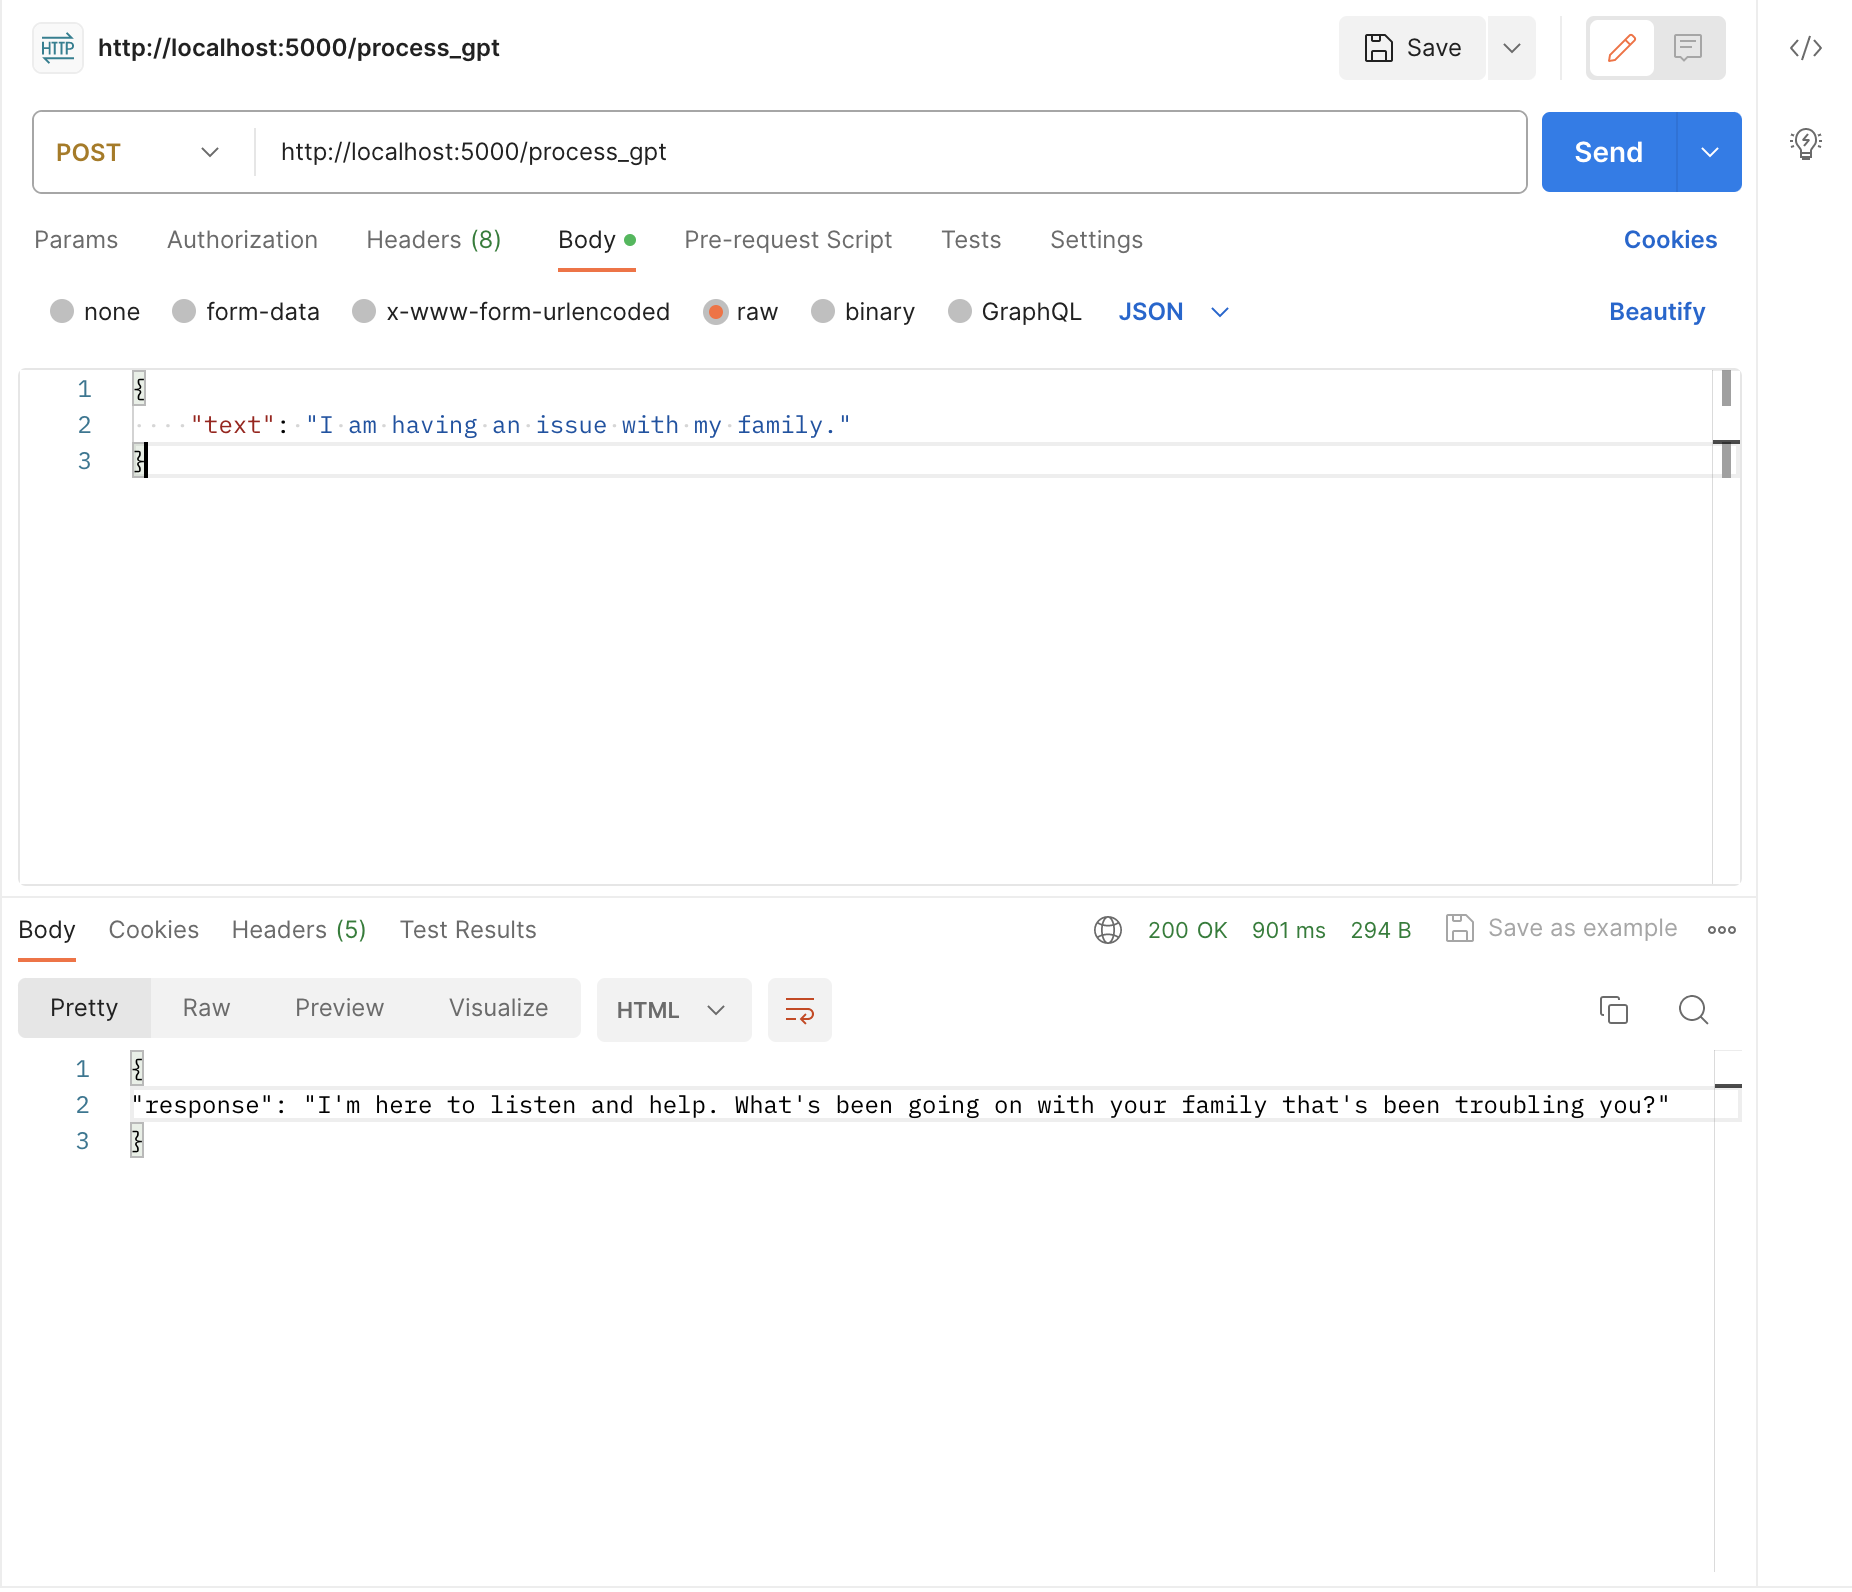 HTTP http://localhost:5000/process_gpt Save
POST http://localhost:5000/process_gpt Send
Params Authorization Headers (8) Body Pre-request Script Tests Settings Cookies
none form-data x-www-form-urlencoded raw binary GraphQL JSON Beautify
1 {
2 "text": "I am having an issue with my family."
3 }
Body Cookies Headers (5) Test Results 200 OK 901 ms 294 B Save as example
Pretty Raw Preview Visualize HTML
1 {
2 "response": "I'm here to listen and help. What's been going on with your family that's been troubling you?"
3 }